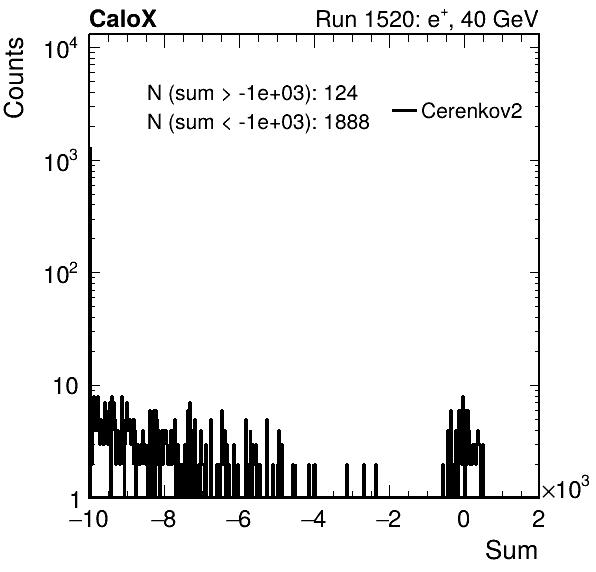 CaloX Run 1520: e⁺, 40 GeV
Counts
10⁴
N (sum > -1e+03): 124
N (sum < -1e+03): 1888
Cerenkov2
10³
10²
10
1
−10 −8 −6 −4 −2 0 2
×10³
Sum